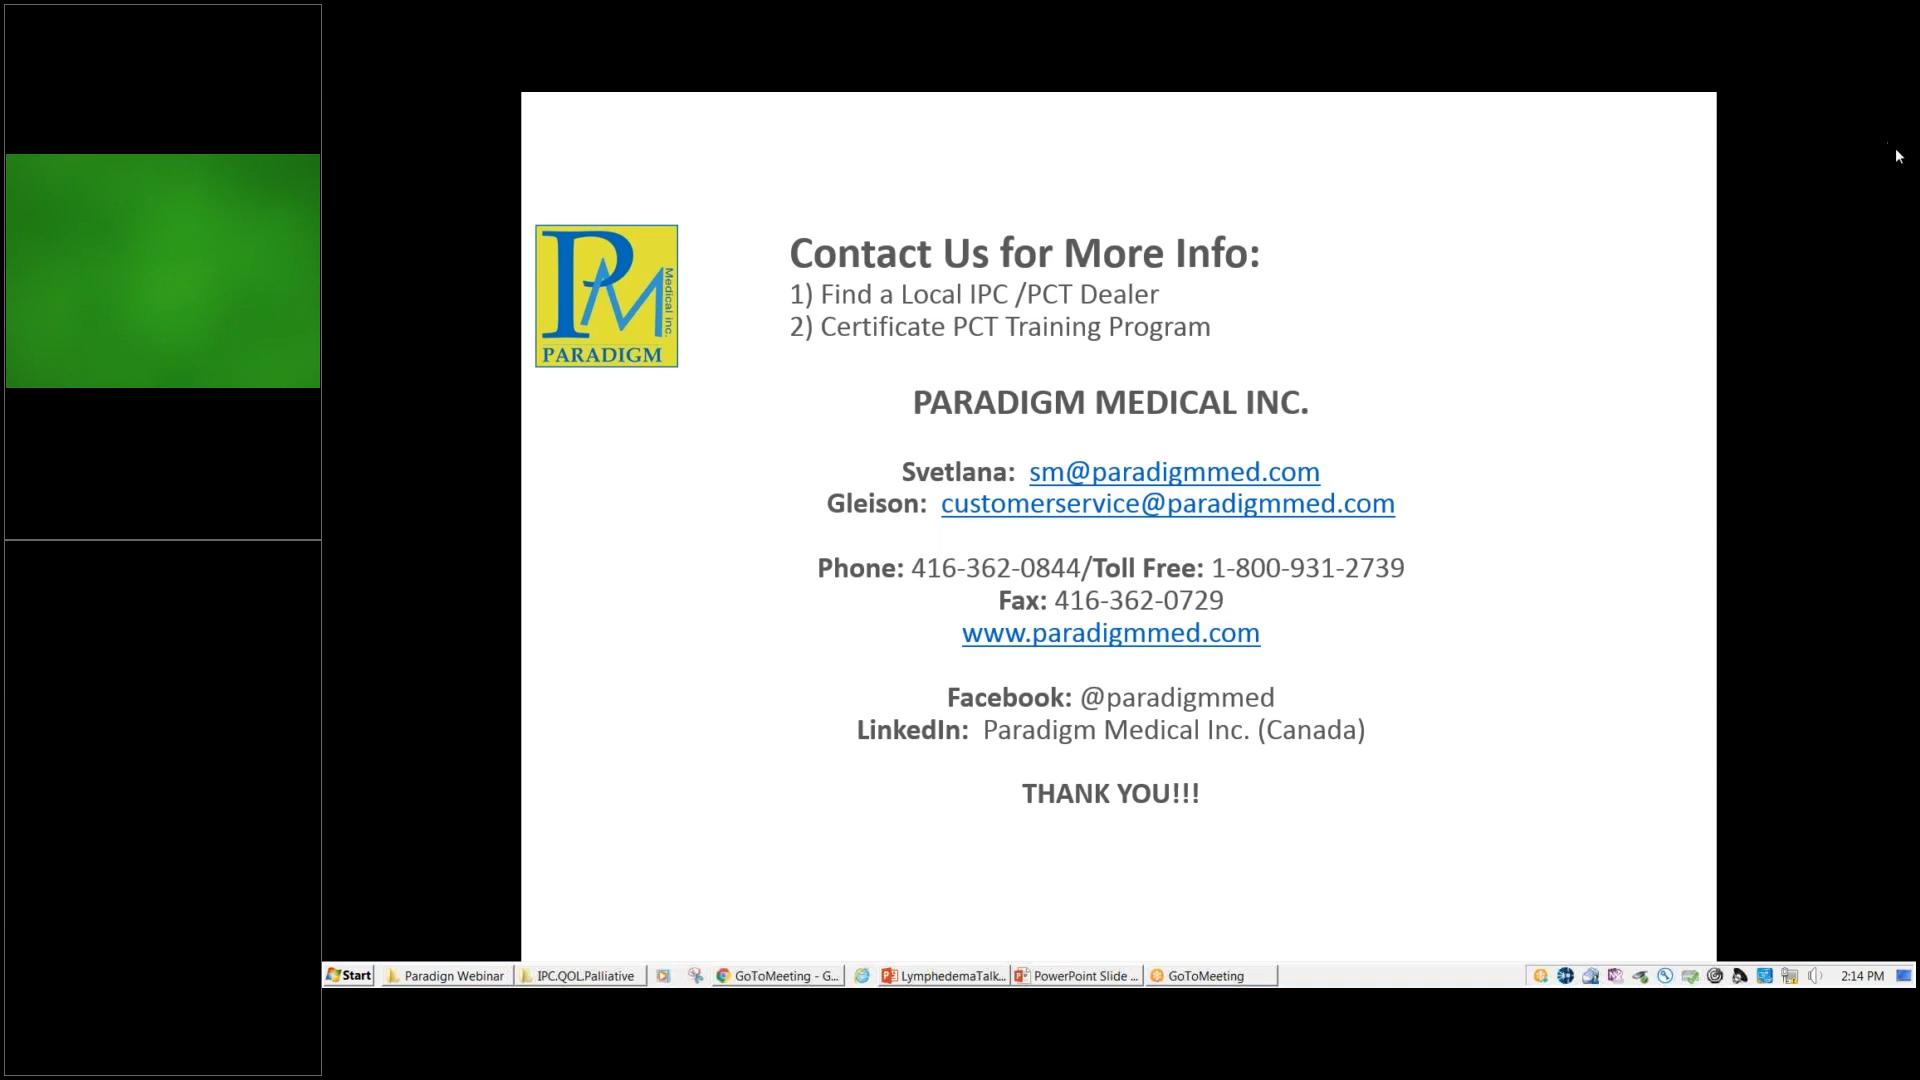 PM
Medical inc.
PARADIGM
Contact Us for More Info:
1) Find a Local IPC /PCT Dealer
2) Certificate PCT Training Program
PARADIGM MEDICAL INC.
Svetlana: sm@paradigmmed.com
Gleison: customerservice@paradigmmed.com
Phone: 416-362-0844/Toll Free: 1-800-931-2739
Fax: 416-362-0729
www.paradigmmed.com
Facebook: @paradigmmed
LinkedIn: Paradigm Medical Inc. (Canada)
THANK YOU!!!
Start Paradign Webinar IPC.QOL.Palliative GoToMeeting - G... LymphedemaTalk... PowerPoint Slide ... GoToMeeting 2:14 PM